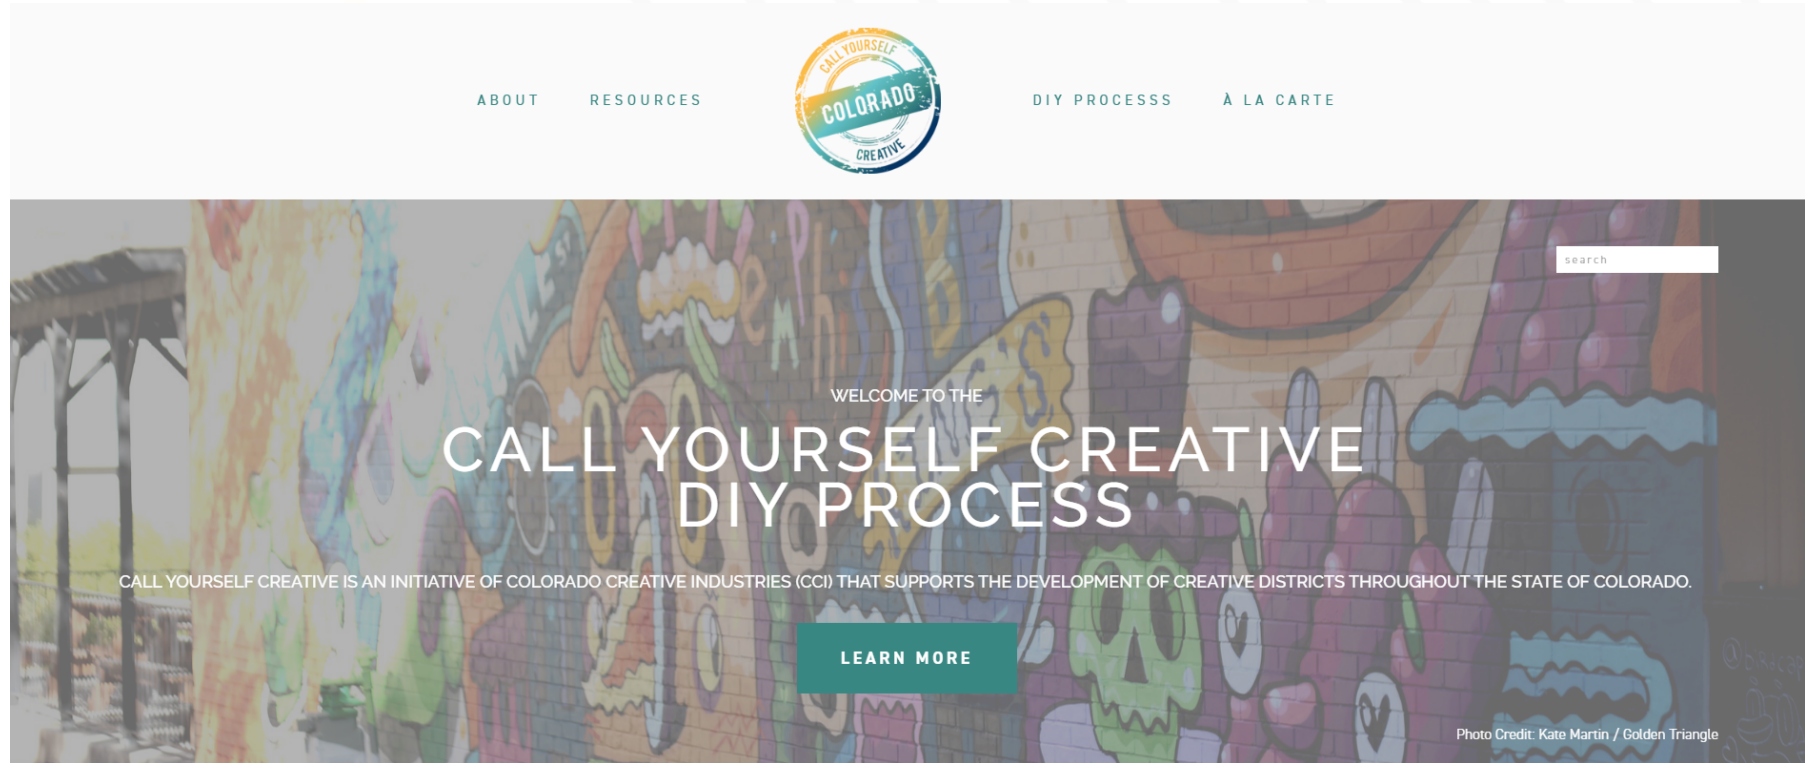 ABOUT
RESOURCES
CALL YOURSELF
COLORADO
CREATIVE
DIY PROCESSS
À LA CARTE
search
WELCOME TO THE
CALL YOURSELF CREATIVE
DIY PROCESS
CALL YOURSELF CREATIVE IS AN INITIATIVE OF COLORADO CREATIVE INDUSTRIES (CCI) THAT SUPPORTS THE DEVELOPMENT OF CREATIVE DISTRICTS THROUGHOUT THE STATE OF COLORADO.
LEARN MORE
Photo Credit: Kate Martin / Golden Triangle